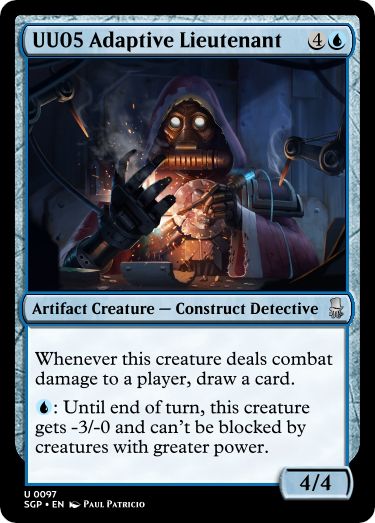 UU05 Adaptive Lieutenant 4
Artifact Creature — Construct Detective
Whenever this creature deals combat
damage to a player, draw a card.
: Until end of turn, this creature
gets -3/-0 and can't be blocked by
creatures with greater power.
4/4
U 0097
SGP • EN Paul Patricio